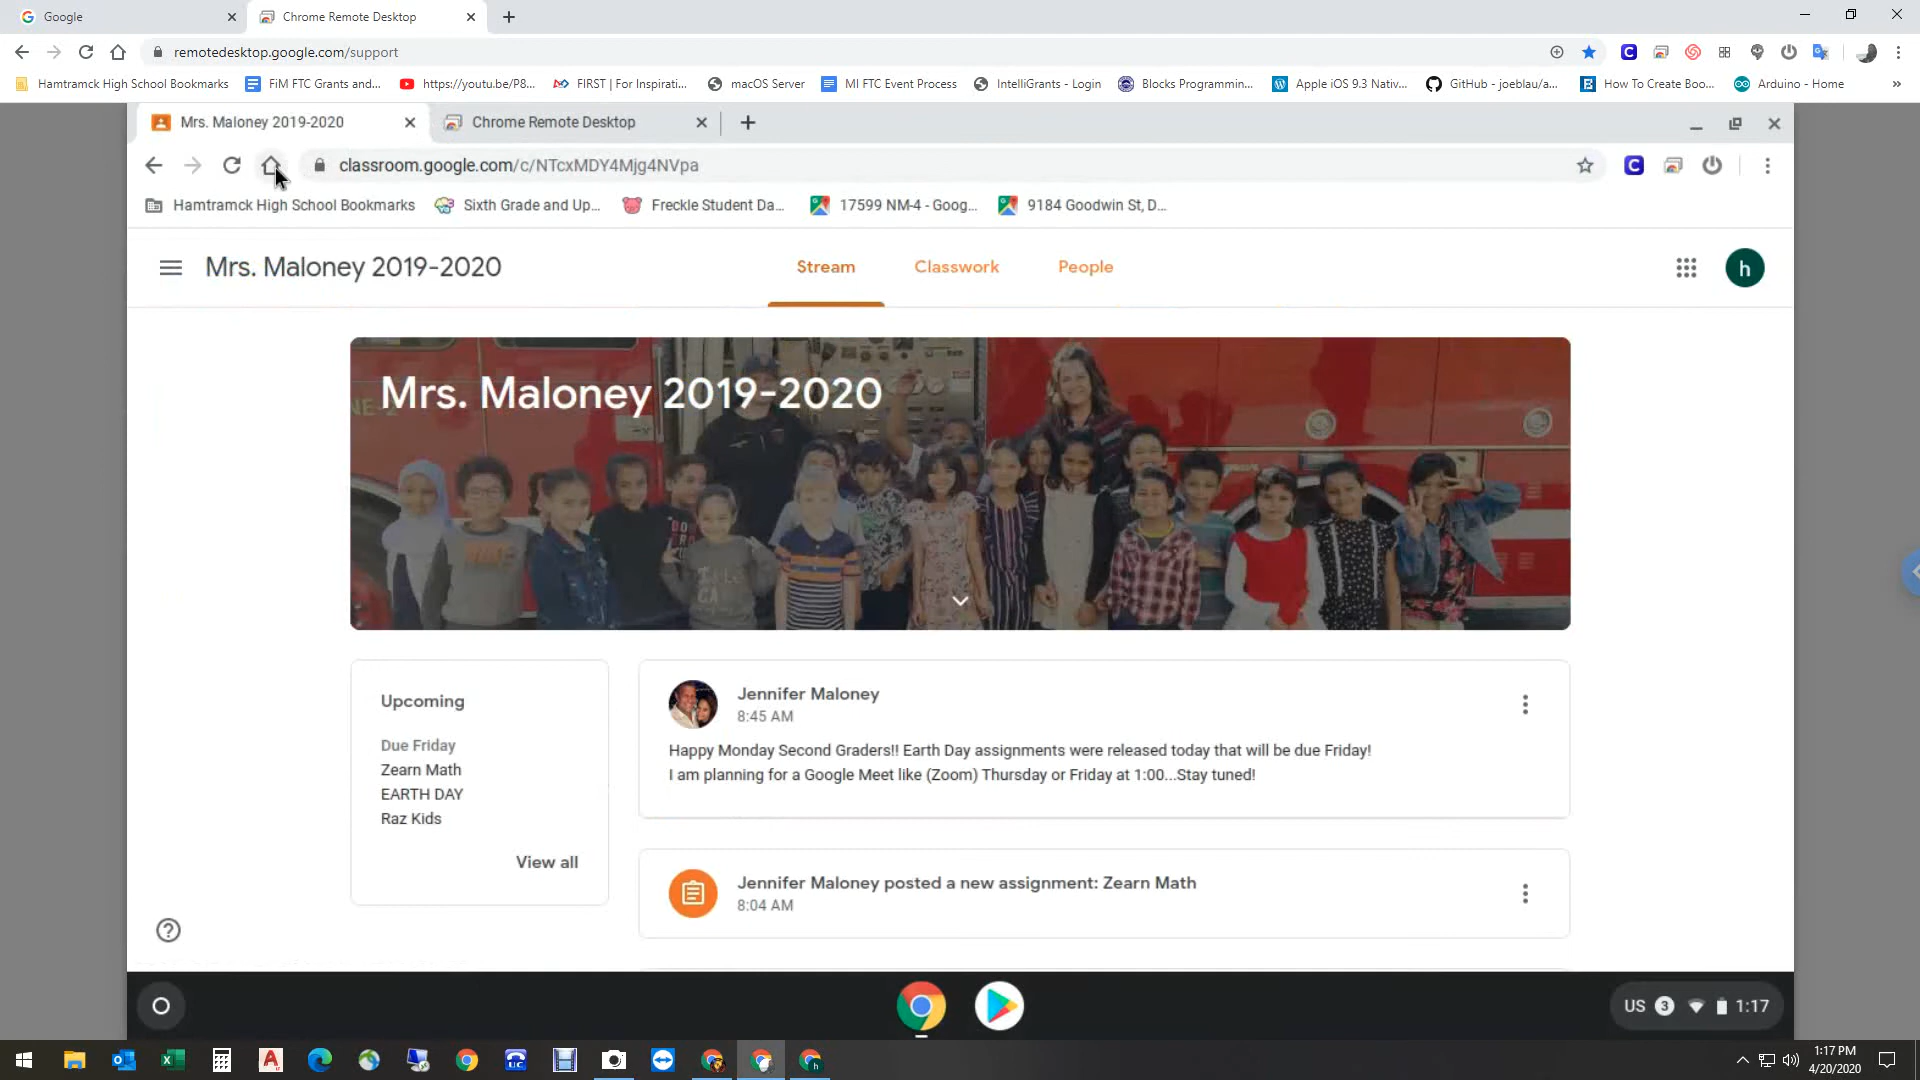 Google
Chrome Remote Desktop
remotedesktop.google.com/support
Hamtramck High School Bookmarks
FiM FTC Grants and...
https://youtu.be/P8...
FIRST | For Inspirati...
macOS Server
MI FTC Event Process
IntelliGrants - Login
Blocks Programmin...
Apple iOS 9.3 Nativ...
GitHub - joeblau/a...
How To Create Boo...
Arduino - Home
»
Mrs. Maloney 2019-2020
Chrome Remote Desktop
classroom.google.com/c/NTcxMDY4Mjg4NVpa
Hamtramck High School Bookmarks
Sixth Grade and Up...
Freckle Student Da...
17599 NM-4 - Goog...
9184 Goodwin St, D...
Mrs. Maloney 2019-2020
Stream
Classwork
People
h
Mrs. Maloney 2019-2020
Upcoming
Due Friday
Zearn Math
EARTH DAY
Raz Kids
View all
Jennifer Maloney
8:45 AM
Happy Monday Second Graders!! Earth Day assignments were released today that will be due Friday!
I am planning for a Google Meet like (Zoom) Thursday or Friday at 1:00...Stay tuned!
Jennifer Maloney posted a new assignment: Zearn Math
8:04 AM
US 3 1:17
1:17 PM
4/20/2020